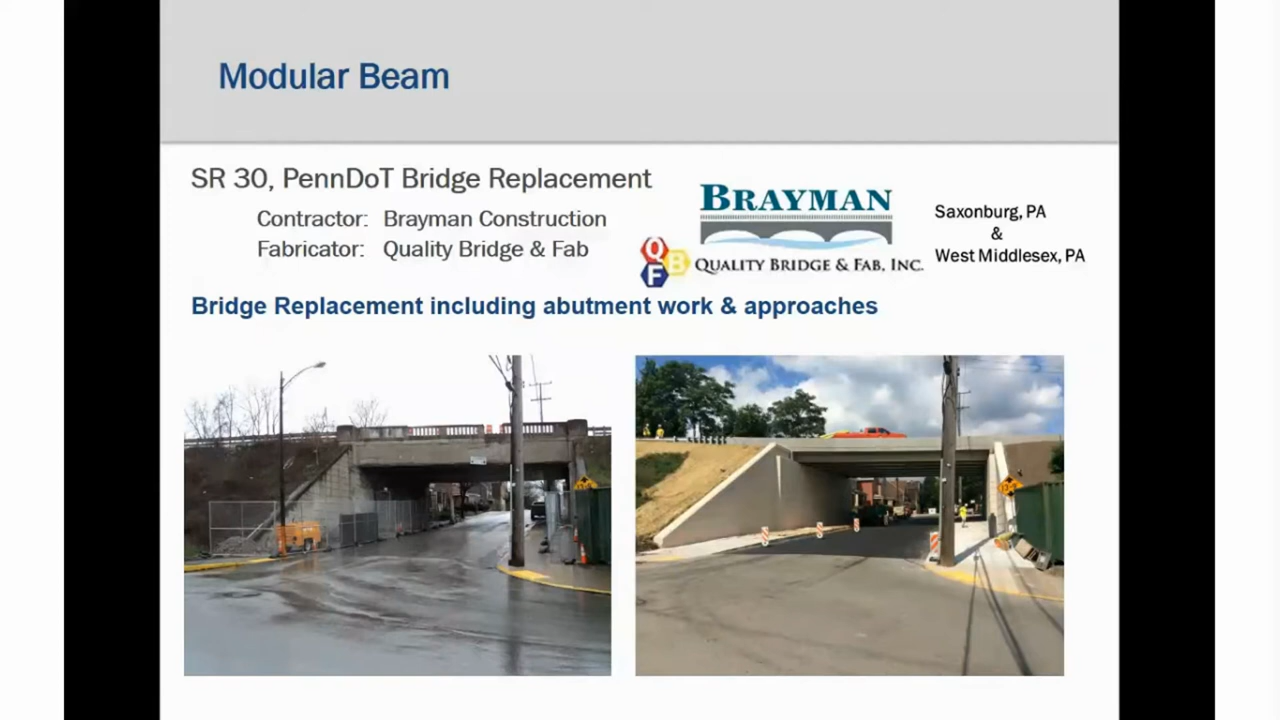 Modular Beam
SR 30, PennDoT Bridge Replacement
Contractor: Brayman Construction
Fabricator: Quality Bridge & Fab
BRAYMAN
QBF
QUALITY BRIDGE & FAB, INC.
Saxonburg, PA
&
West Middlesex, PA
Bridge Replacement including abutment work & approaches